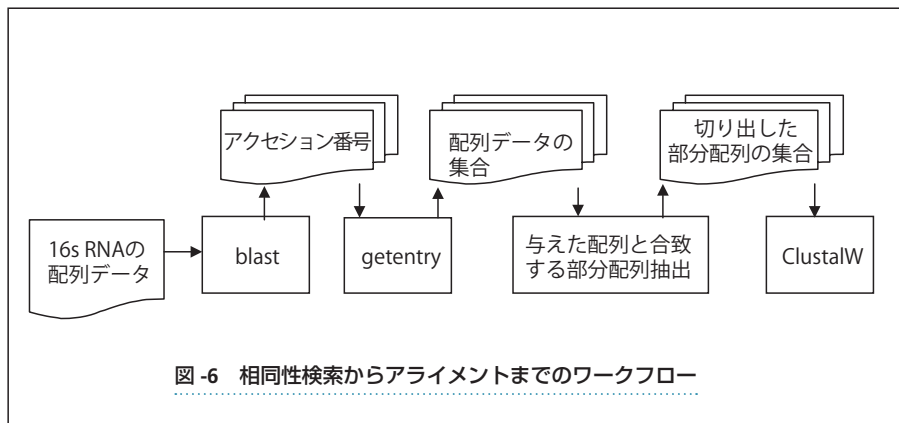 アクセション番号
配列データの
集合
切り出した
部分配列の集合
16s RNAの
配列データ
blast
getentry
与えた配列と合致
する部分配列抽出
ClustalW
図 -6 相同性検索からアライメントまでのワークフロー